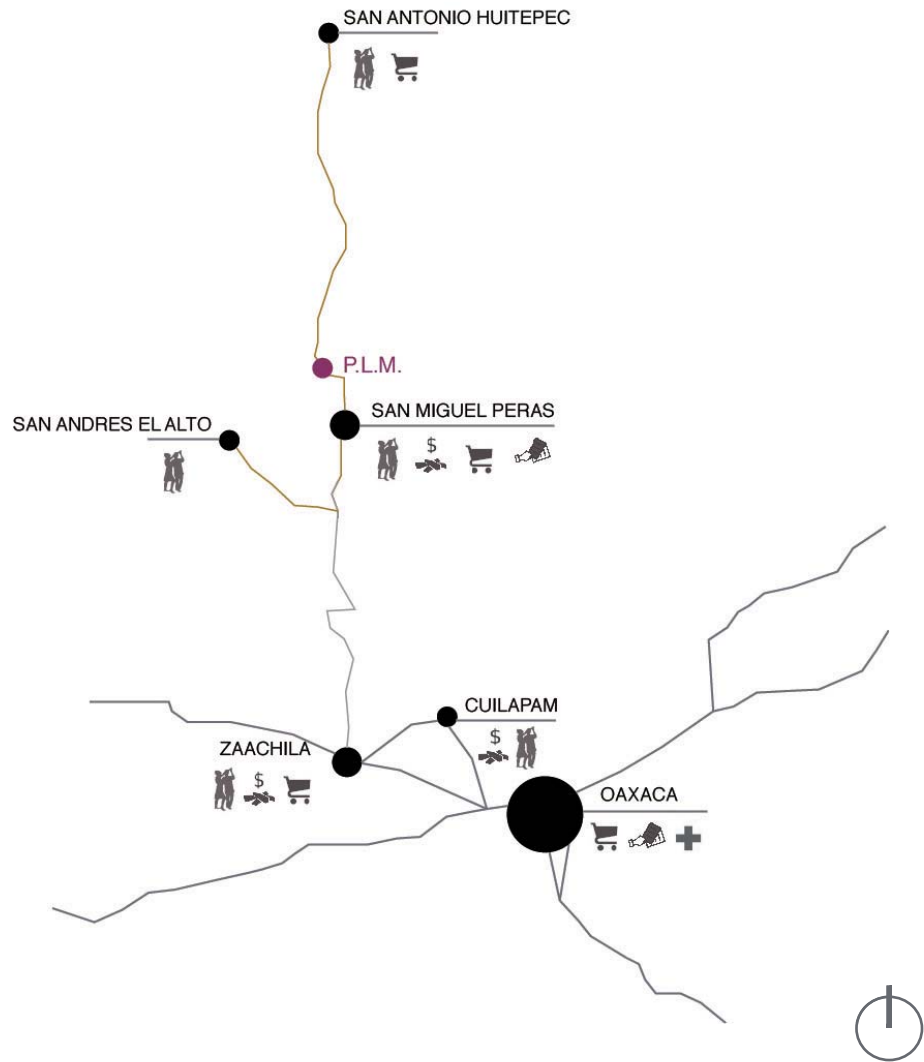 SAN ANTONIO HUITEPEC
P.L.M.
SAN MIGUEL PERAS
SAN ANDRES EL ALTO
$
CUILAPAM
$
ZAACHILA
$
OAXACA